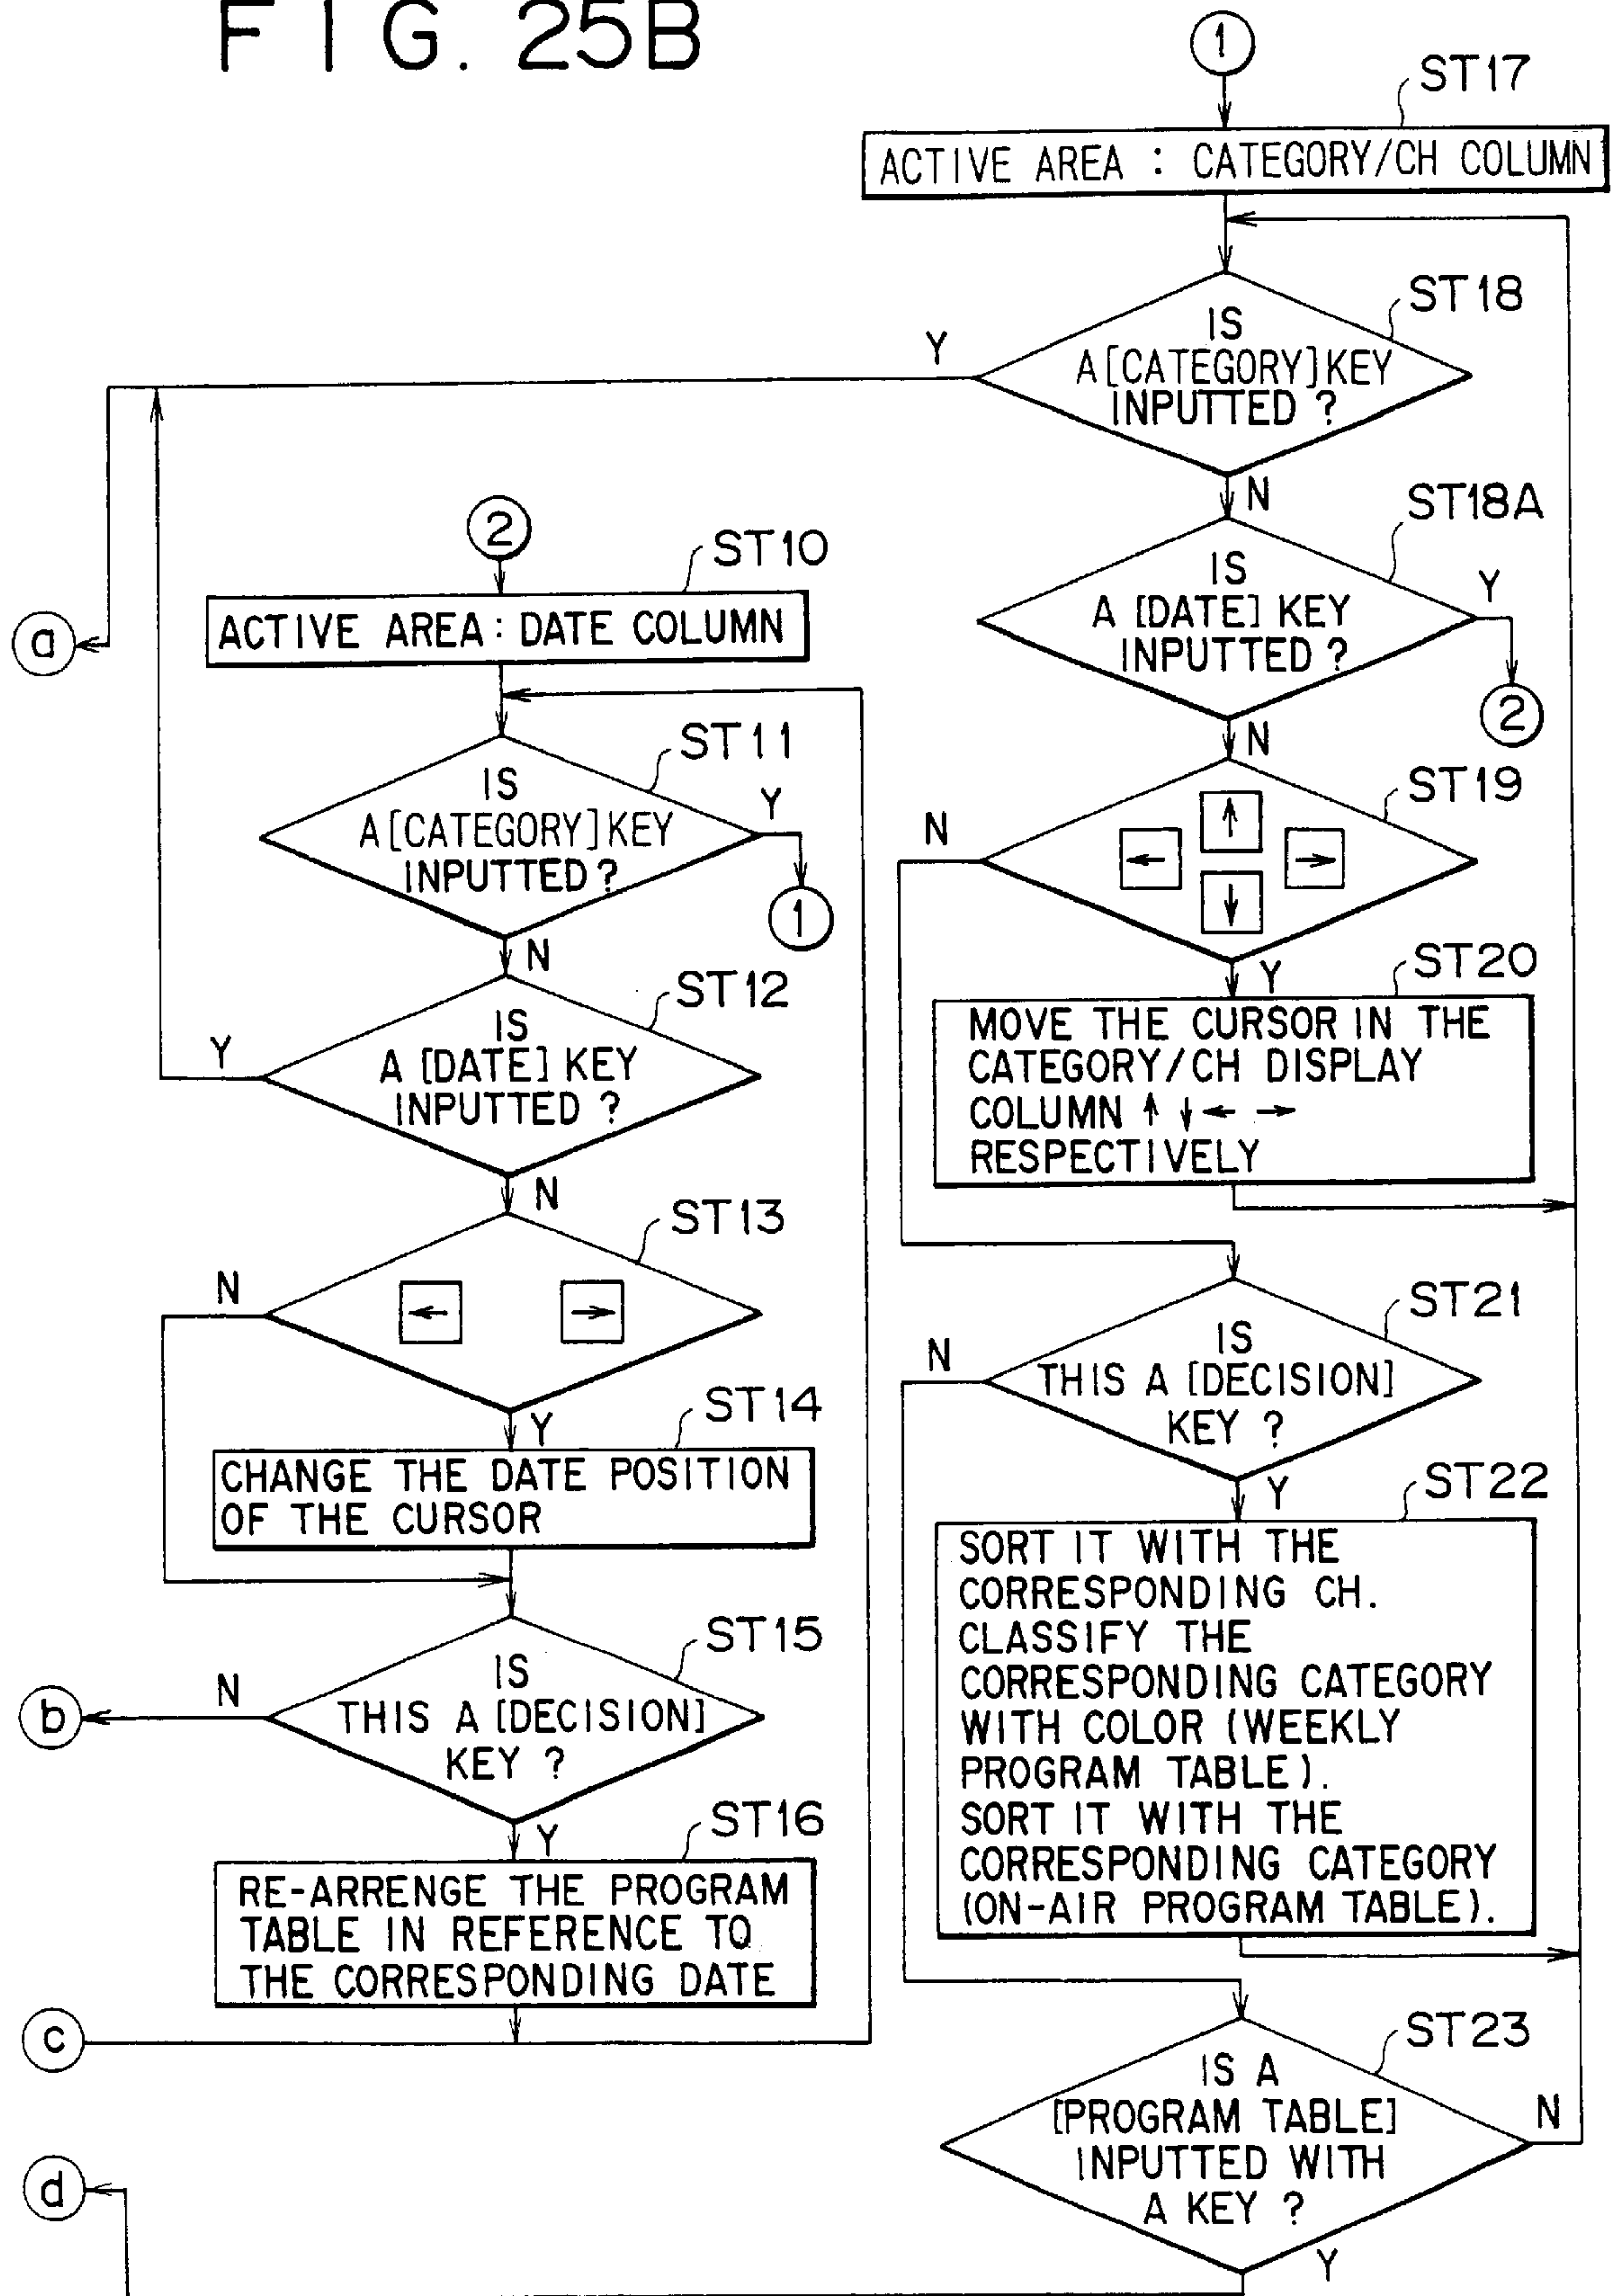 FIG. 25B
1
ST17
ACTIVE AREA : CATEGORY/CH COLUMN
ST18
IS
A [CATEGORY] KEY
INPUTTED ?
Y
N
ST18A
IS
A [DATE] KEY
INPUTTED ?
Y
2
N
ST19
↑
← →
↓
N
Y
ST20
MOVE THE CURSOR IN THE
CATEGORY/CH DISPLAY
COLUMN ↑ ↓ ← →
RESPECTIVELY
ST21
IS
THIS A [DECISION]
KEY ?
N
Y
ST22
SORT IT WITH THE
CORRESPONDING CH.
CLASSIFY THE
CORRESPONDING CATEGORY
WITH COLOR (WEEKLY
PROGRAM TABLE).
SORT IT WITH THE
CORRESPONDING CATEGORY
(ON-AIR PROGRAM TABLE).
ST23
IS A
[PROGRAM TABLE]
INPUTTED WITH
A KEY ?
N
Y
2
ST10
ACTIVE AREA : DATE COLUMN
a
ST11
IS
A [CATEGORY] KEY
INPUTTED ?
Y
1
N
ST12
IS
A [DATE] KEY
INPUTTED ?
Y
N
ST13
← →
N
Y
ST14
CHANGE THE DATE POSITION
OF THE CURSOR
ST15
IS
THIS A [DECISION]
KEY ?
N
b
Y
ST16
RE-ARRENGE THE PROGRAM
TABLE IN REFERENCE TO
THE CORRESPONDING DATE
c
d